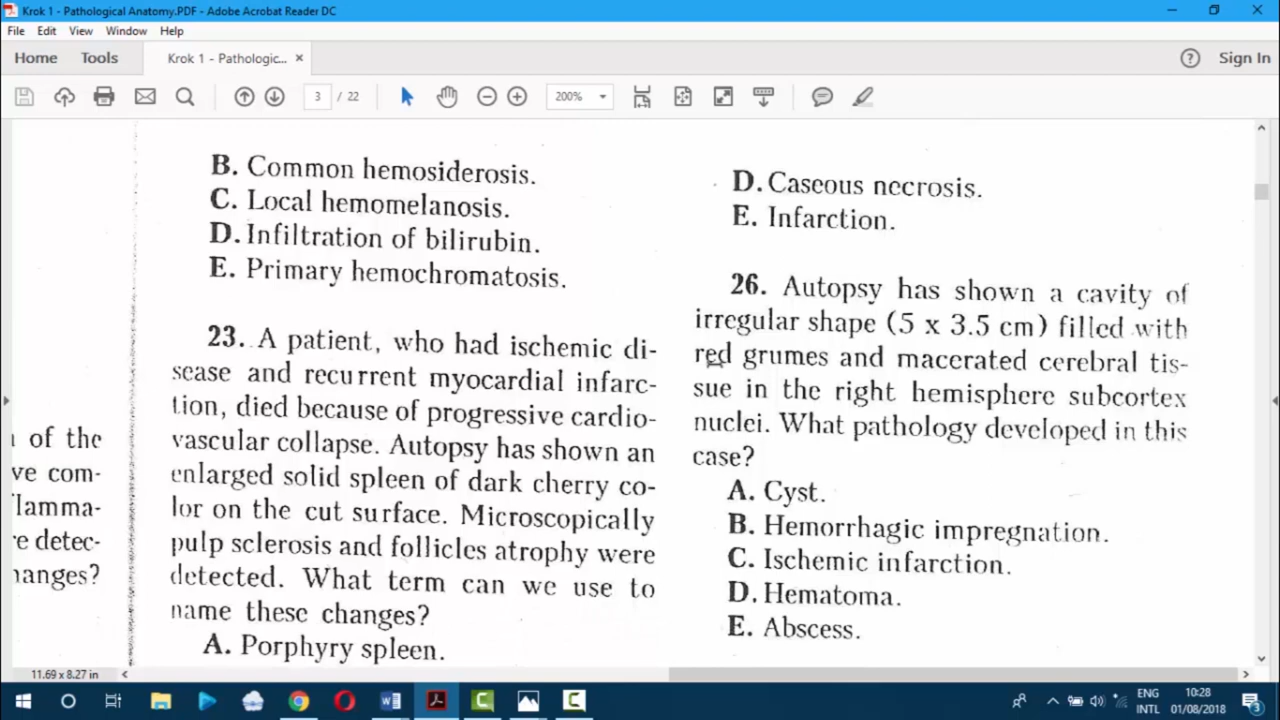 Krok 1 - Pathological Anatomy.PDF - Adobe Acrobat Reader DC
File Edit View Window Help
Home Tools Krok 1 - Pathologic... × Sign In
3 / 22 200%
of the
ve com-
lamma-
re detec-
anges?
B. Common hemosiderosis.
C. Local hemomelanosis.
D. Infiltration of bilirubin.
E. Primary hemochromatosis.
23. A patient, who had ischemic di-
sease and recurrent myocardial infarc-
tion, died because of progressive cardio-
vascular collapse. Autopsy has shown an
enlarged solid spleen of dark cherry co-
lor on the cut surface. Microscopically
pulp sclerosis and follicles atrophy were
detected. What term can we use to
name these changes?
A. Porphyry spleen.
D. Caseous necrosis.
E. Infarction.
26. Autopsy has shown a cavity of
irregular shape (5 x 3.5 cm) filled with
red grumes and macerated cerebral tis-
sue in the right hemisphere subcortex
nuclei. What pathology developed in this
case?
A. Cyst.
B. Hemorrhagic impregnation.
C. Ischemic infarction.
D. Hematoma.
E. Abscess.
11.69 x 8.27 in
ENG
INTL
10:28
01/08/2018
3